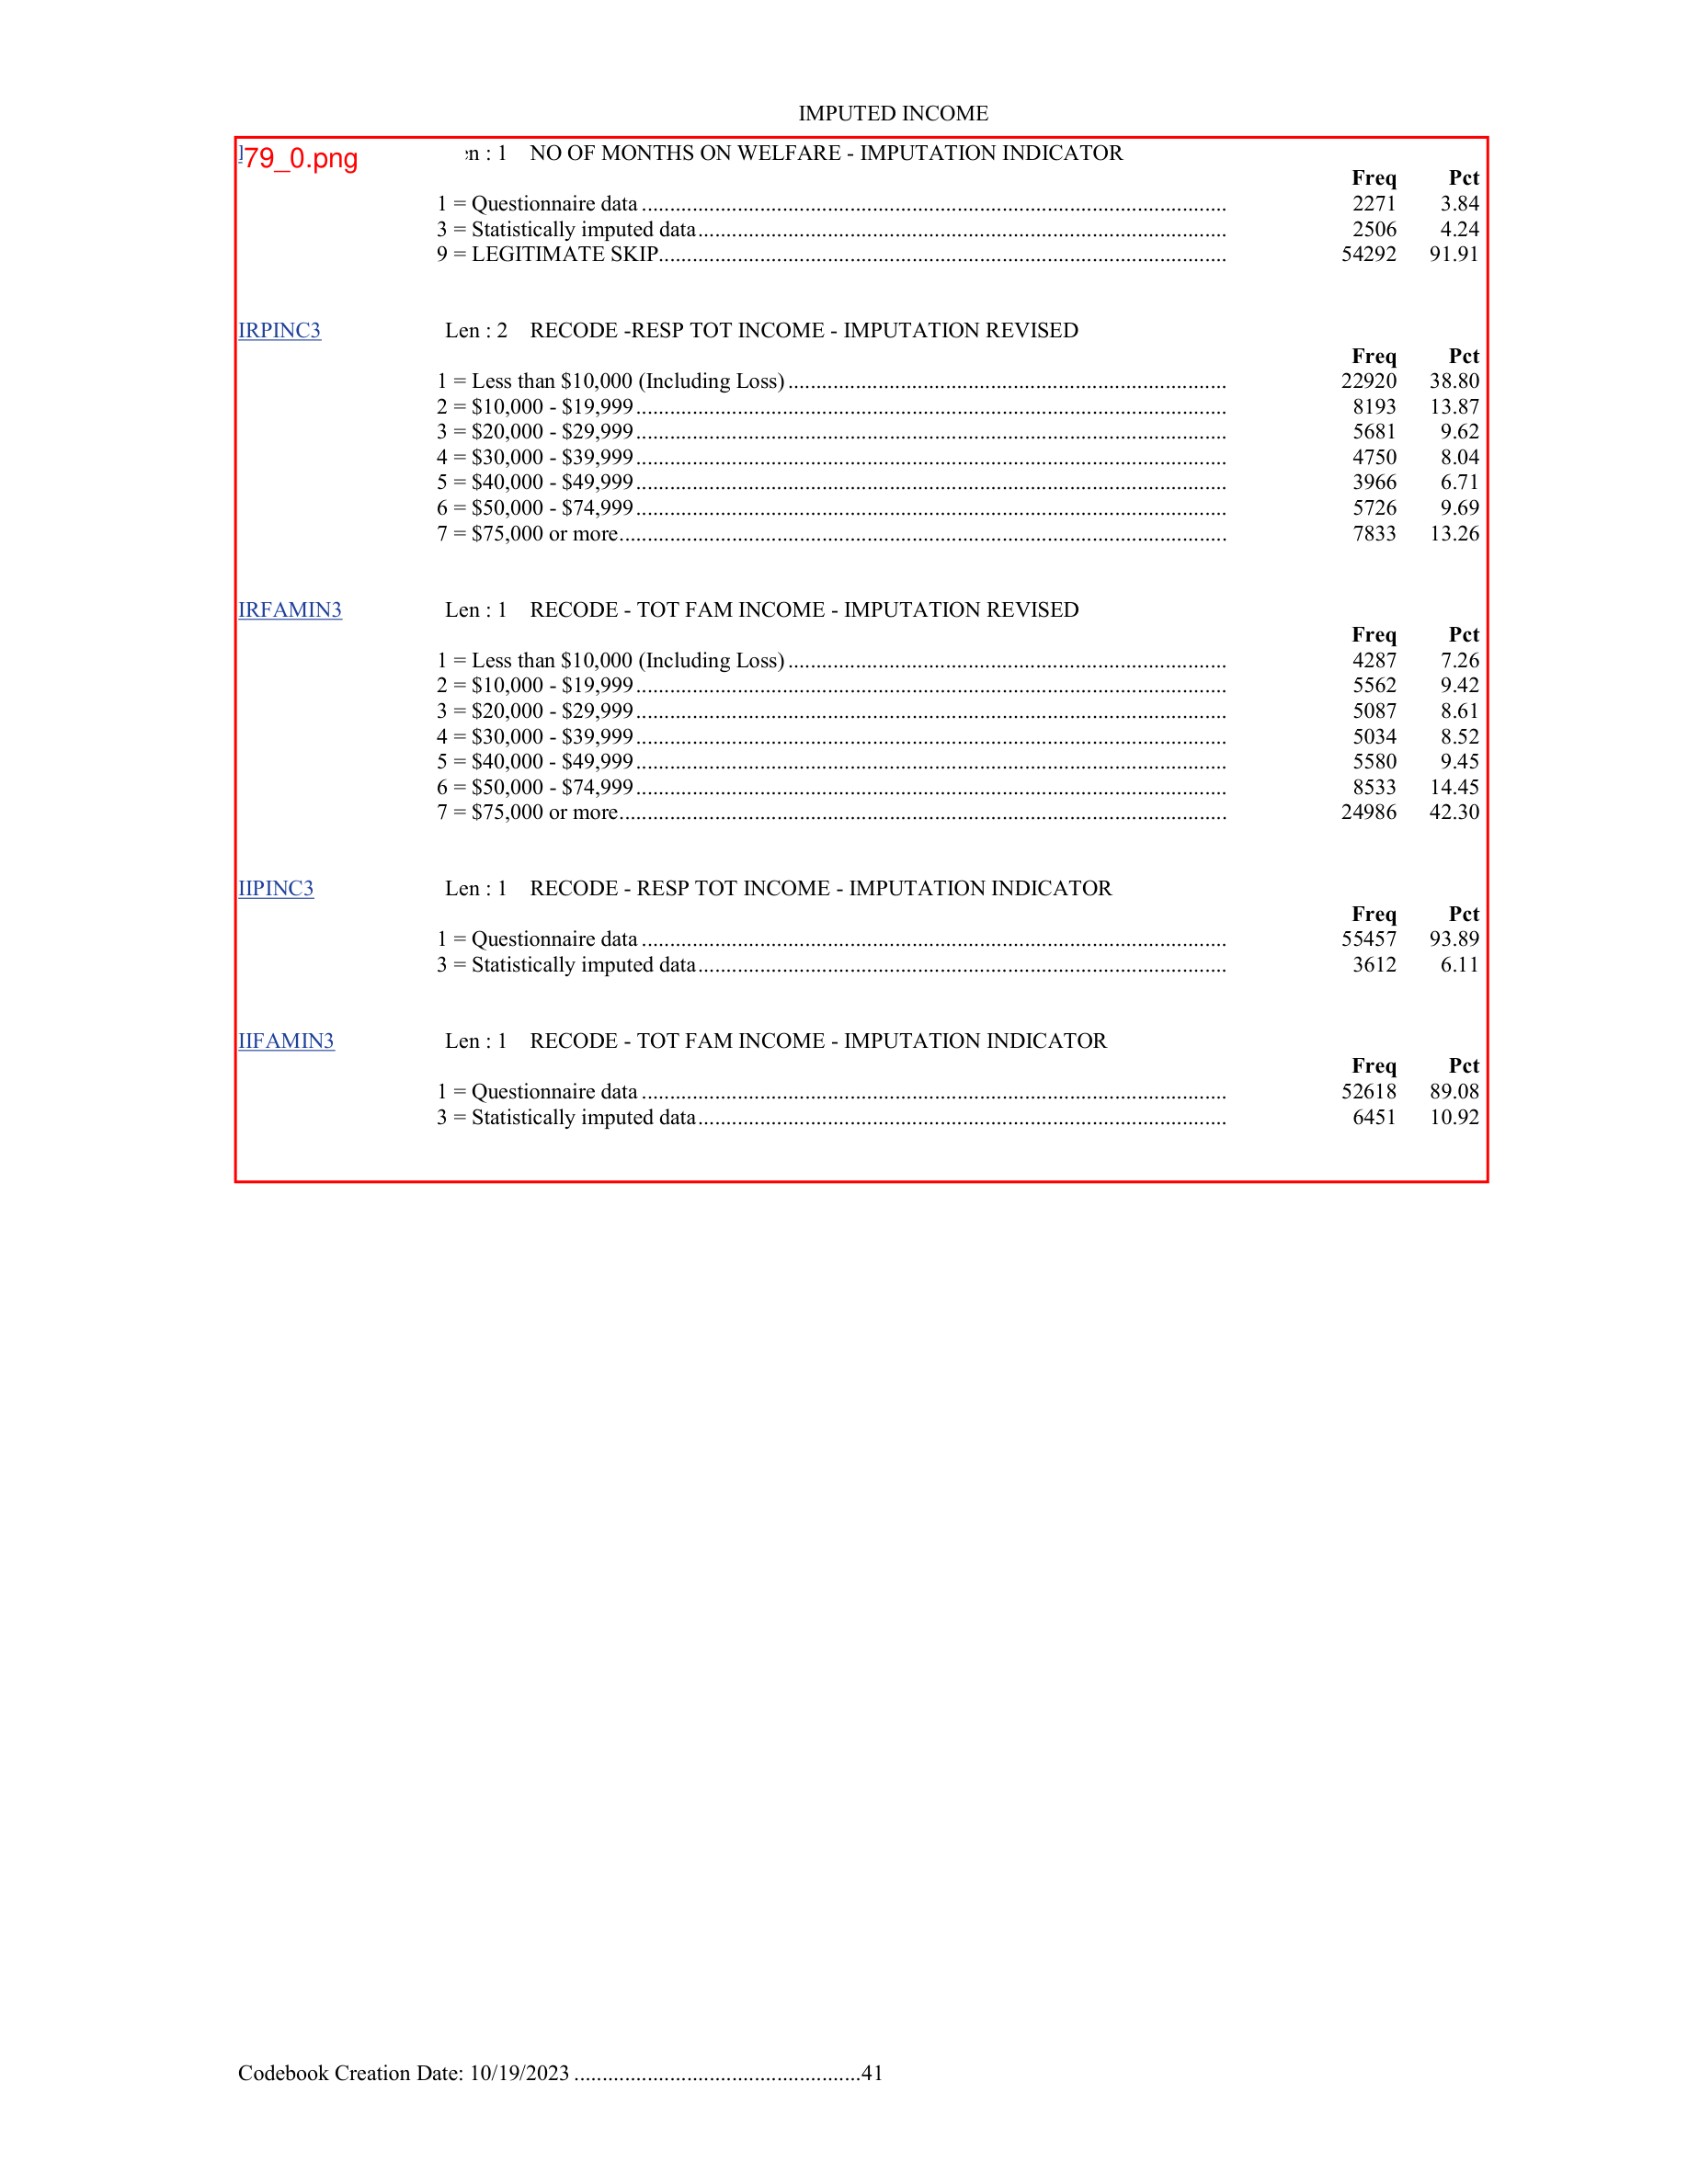 IMPUTED INCOME
79_0.png en : 1 NO OF MONTHS ON WELFARE - IMPUTATION INDICATOR
Freq Pct
1 = Questionnaire data 2271 3.84
3 = Statistically imputed data 2506 4.24
9 = LEGITIMATE SKIP 54292 91.91
IRPINC3 Len : 2 RECODE -RESP TOT INCOME - IMPUTATION REVISED
Freq Pct
1 = Less than $10,000 (Including Loss) 22920 38.80
2 = $10,000 - $19,999 8193 13.87
3 = $20,000 - $29,999 5681 9.62
4 = $30,000 - $39,999 4750 8.04
5 = $40,000 - $49,999 3966 6.71
6 = $50,000 - $74,999 5726 9.69
7 = $75,000 or more 7833 13.26
IRFAMIN3 Len : 1 RECODE - TOT FAM INCOME - IMPUTATION REVISED
Freq Pct
1 = Less than $10,000 (Including Loss) 4287 7.26
2 = $10,000 - $19,999 5562 9.42
3 = $20,000 - $29,999 5087 8.61
4 = $30,000 - $39,999 5034 8.52
5 = $40,000 - $49,999 5580 9.45
6 = $50,000 - $74,999 8533 14.45
7 = $75,000 or more 24986 42.30
IIPINC3 Len : 1 RECODE - RESP TOT INCOME - IMPUTATION INDICATOR
Freq Pct
1 = Questionnaire data 55457 93.89
3 = Statistically imputed data 3612 6.11
IIFAMIN3 Len : 1 RECODE - TOT FAM INCOME - IMPUTATION INDICATOR
Freq Pct
1 = Questionnaire data 52618 89.08
3 = Statistically imputed data 6451 10.92
Codebook Creation Date: 10/19/2023 41